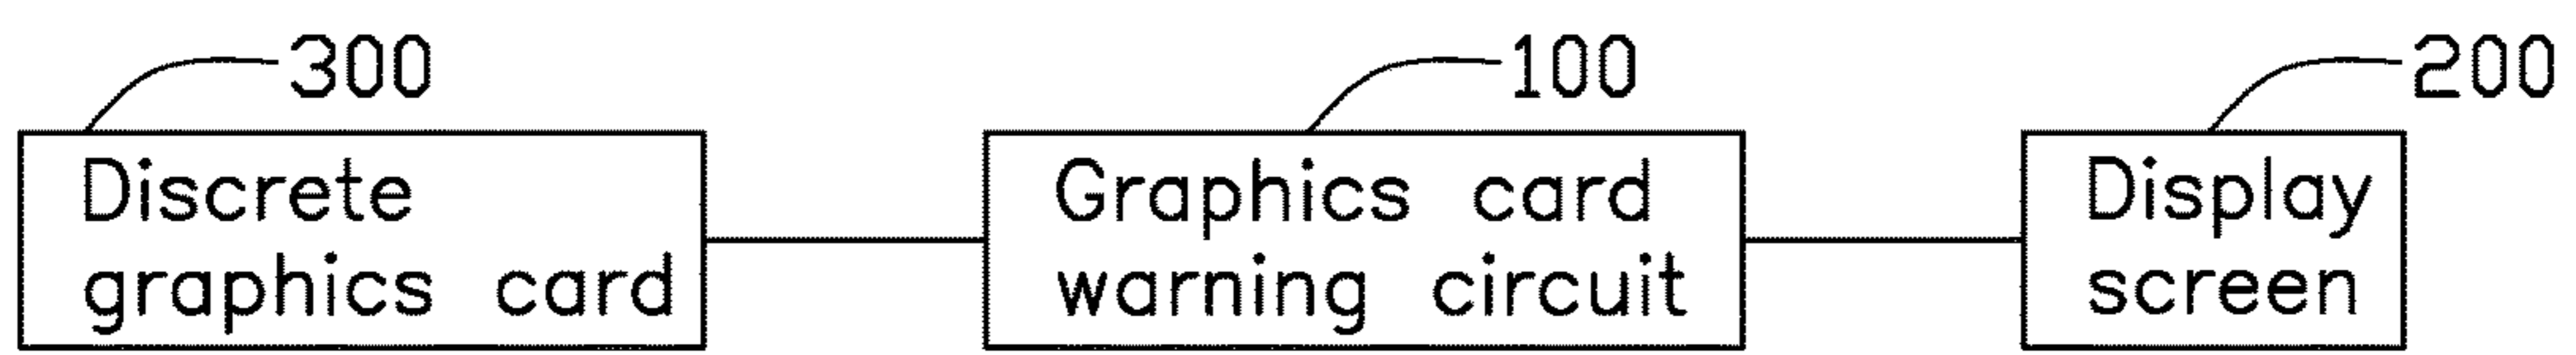 300
100
200
Discrete
graphics card
Graphics card
warning circuit
Display
screen